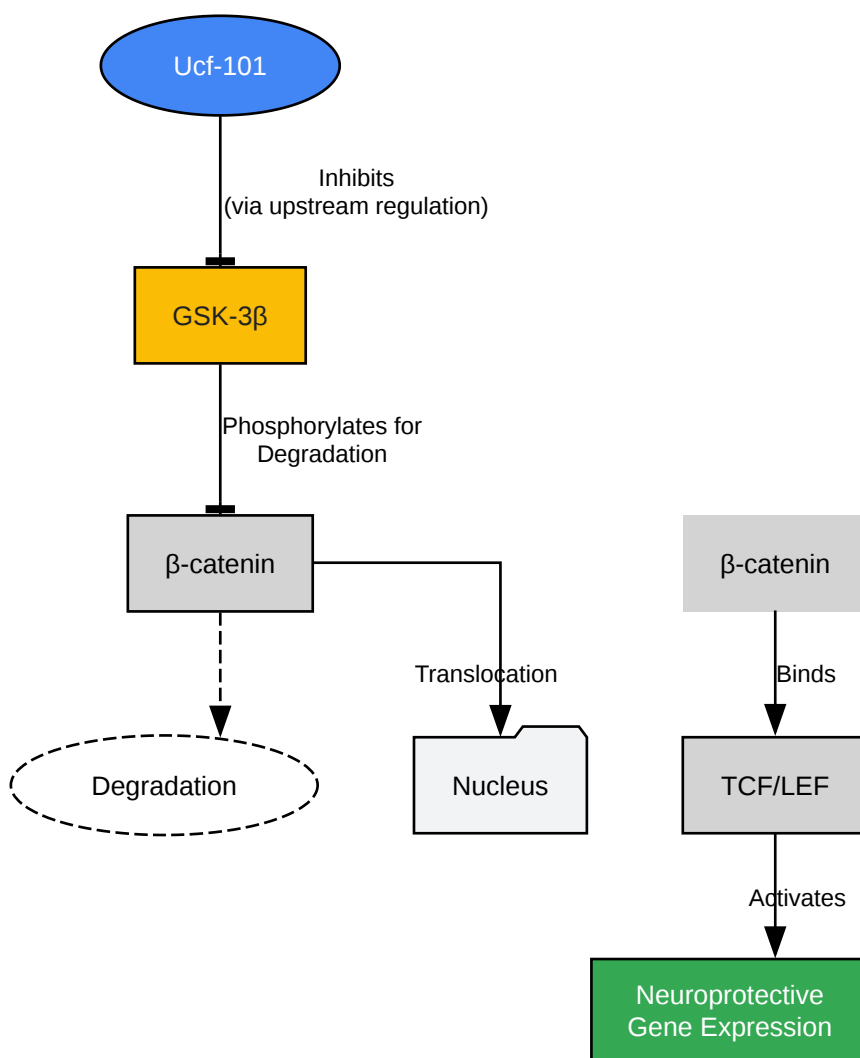 Ucf-101
Inhibits
(via upstream regulation)
GSK-3β
Phosphorylates for
Degradation
β-catenin
β-catenin
Translocation
Binds
Degradation
Nucleus
TCF/LEF
Activates
Neuroprotective
Gene Expression